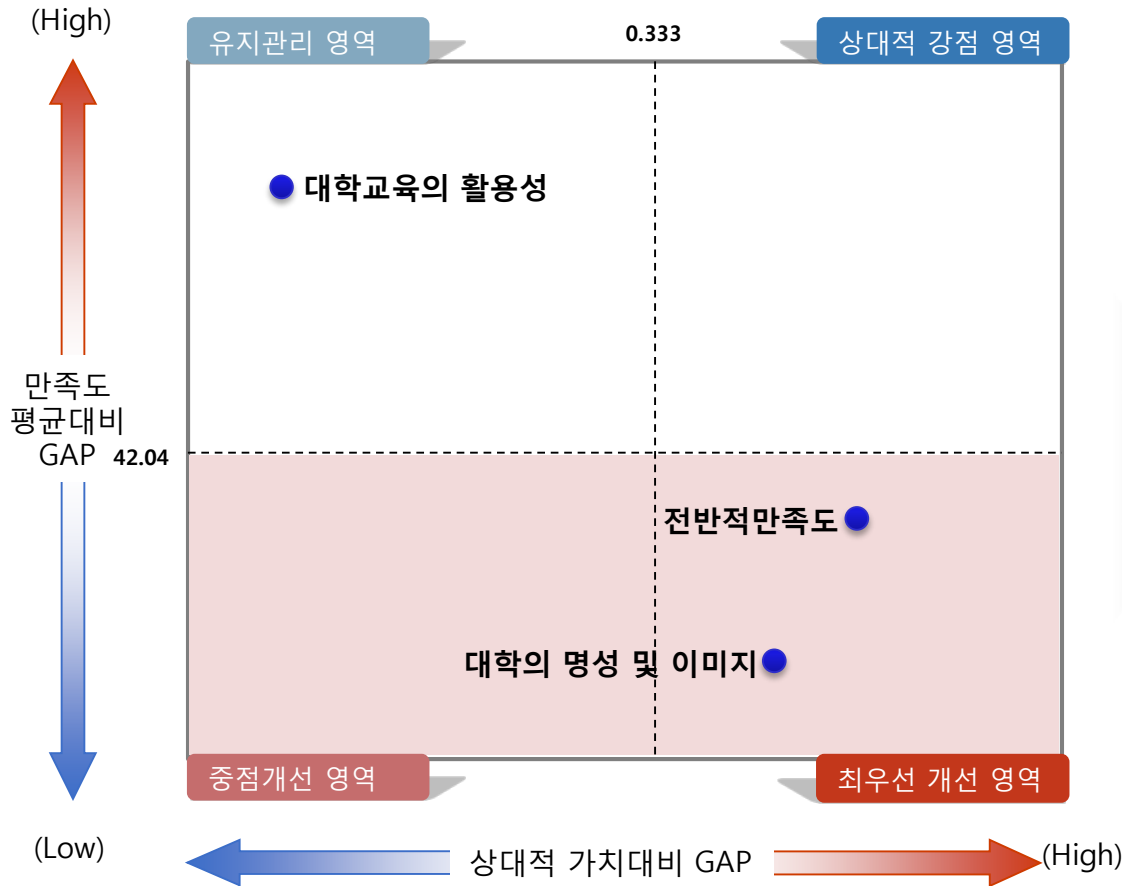 (High)
유지관리 영역
0.333
상대적 강점 영역
대학교육의 활용성
만족도
평균대비
GAP 42.04
전반적만족도
대학의 명성 및 이미지
중점개선 영역
최우선 개선 영역
(Low)
상대적 가치대비 GAP
(High)